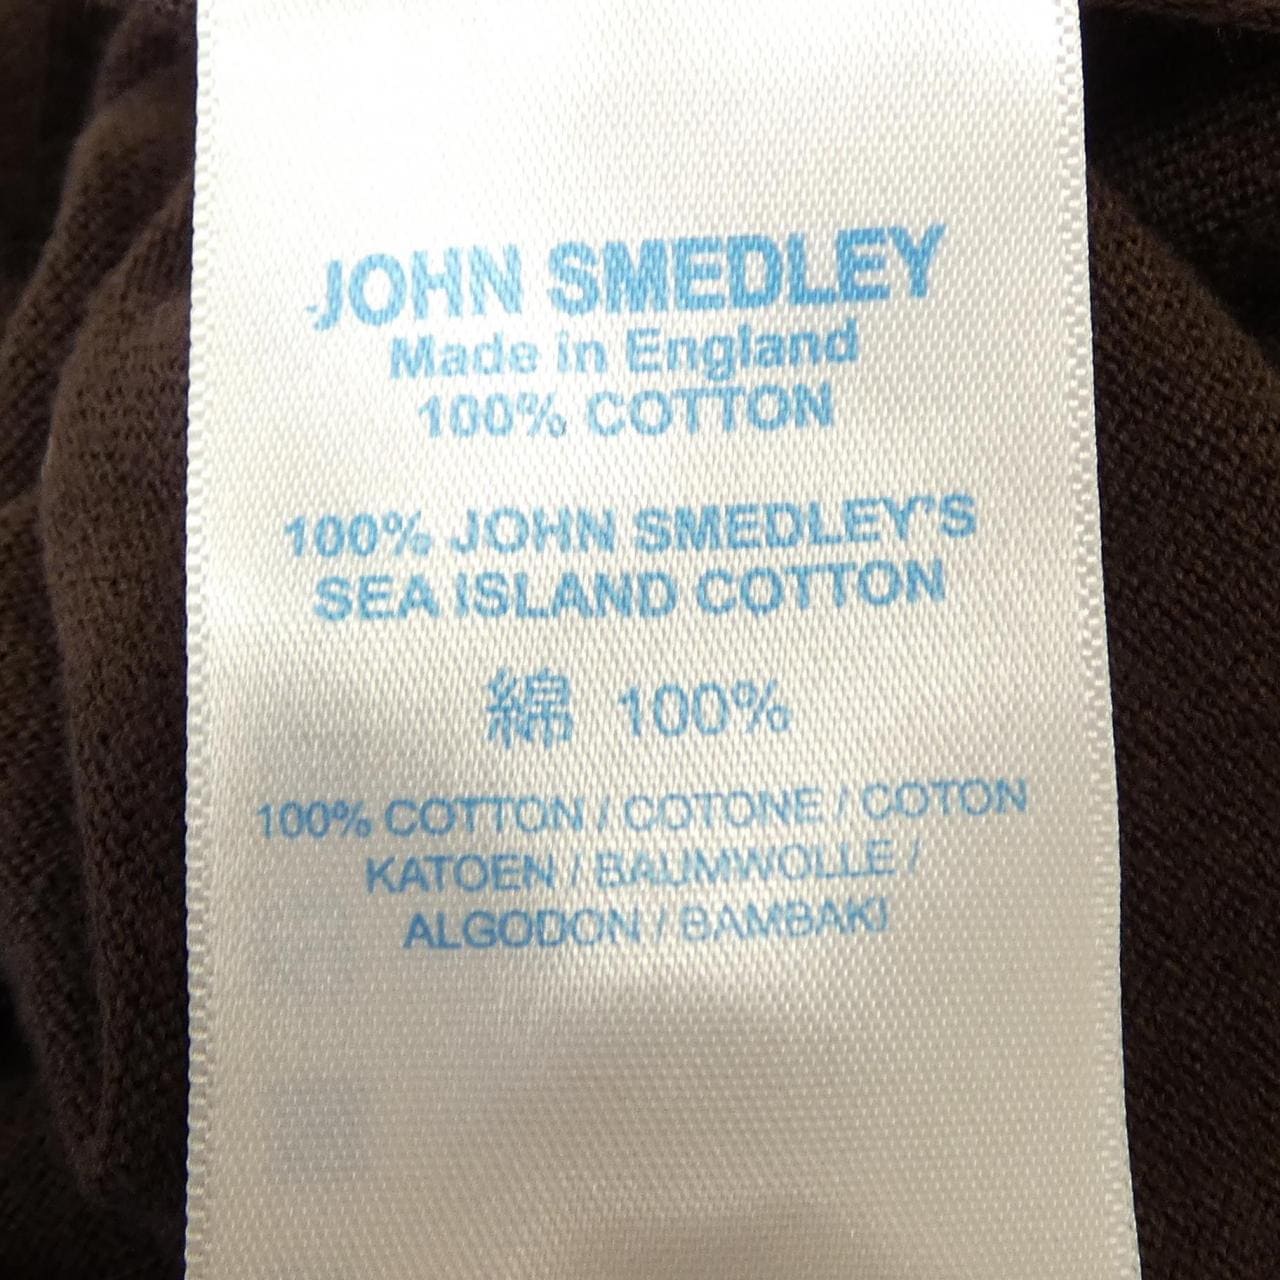 JOHN SMEDLEY
Made in England
100% COTTON
100% JOHN SMEDLEY'S
SEA ISLAND COTTON
綿 100%
100% COTTON / COTONE / COTON
KATOEN / BAUMWOLLE /
ALGODON / BAMBAKI